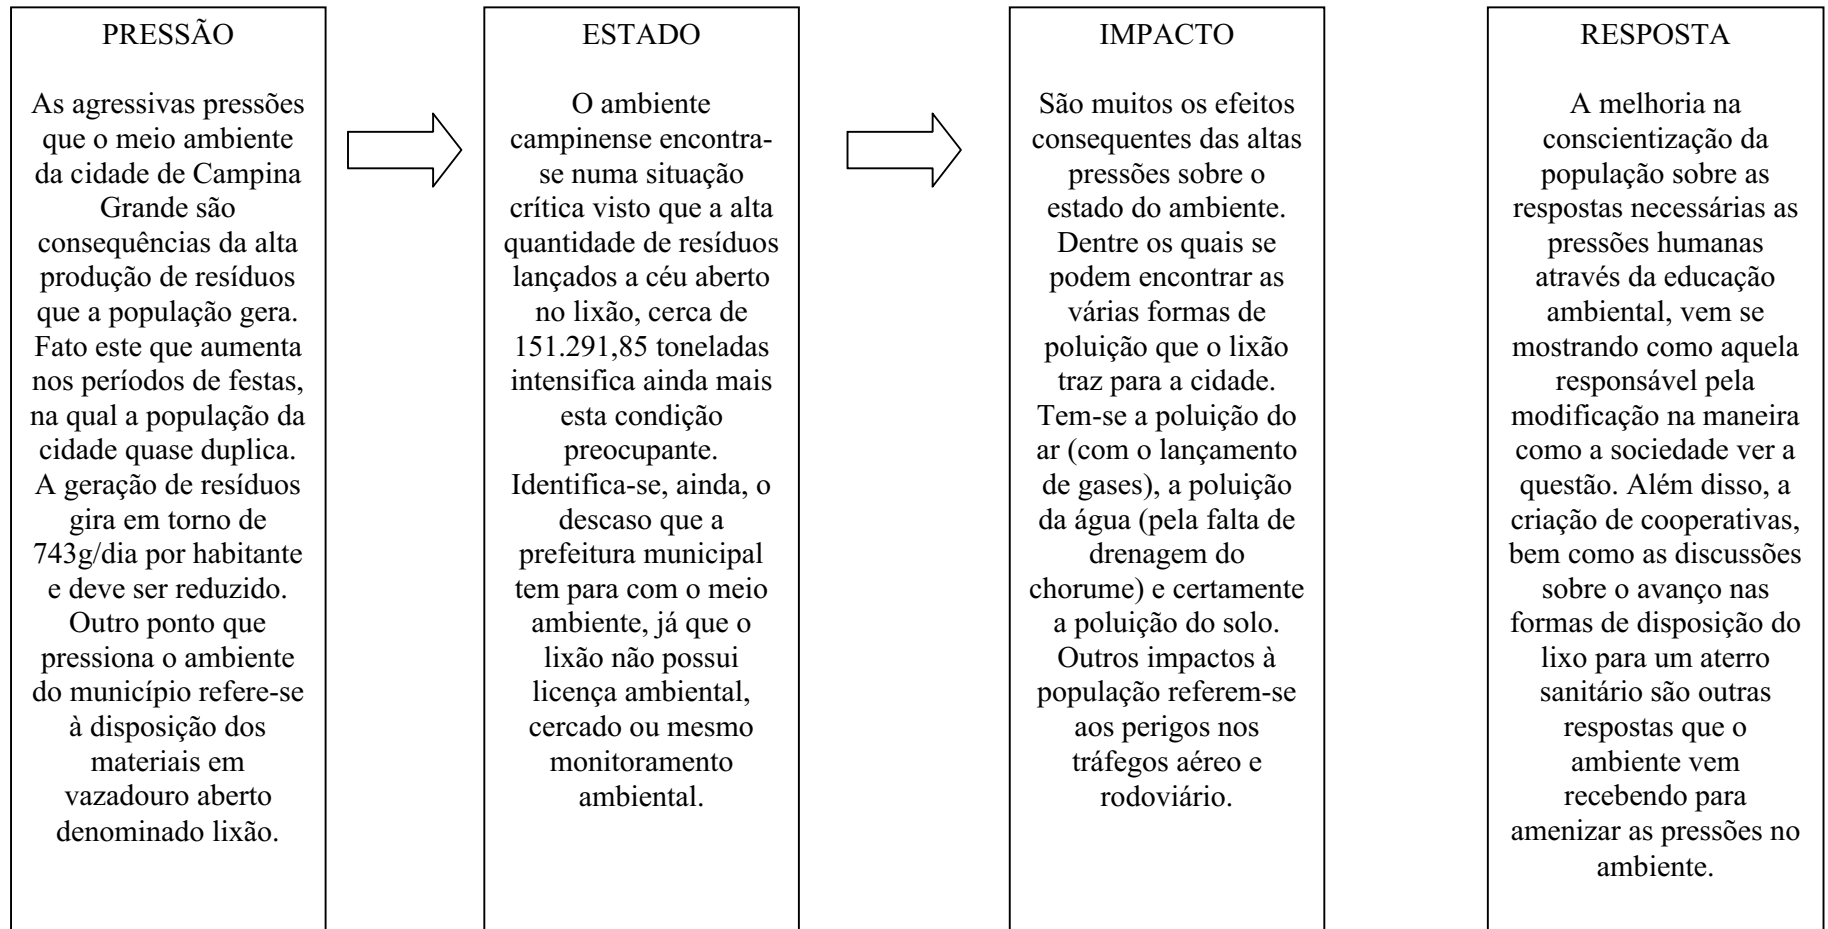 PRESSÃO
As agressivas pressões
que o meio ambiente
da cidade de Campina
Grande são
consequências da alta
produção de resíduos
que a população gera.
Fato este que aumenta
nos períodos de festas,
na qual a população da
cidade quase duplica.
A geração de resíduos
gira em torno de
743g/dia por habitante
e deve ser reduzido.
Outro ponto que
pressiona o ambiente
do município refere-se
à disposição dos
materiais em
vazadouro aberto
denominado lixão.
ESTADO
O ambiente
campinense encontra-
se numa situação
crítica visto que a alta
quantidade de resíduos
lançados a céu aberto
no lixão, cerca de
151.291,85 toneladas
intensifica ainda mais
esta condição
preocupante.
Identifica-se, ainda, o
descaso que a
prefeitura municipal
tem para com o meio
ambiente, já que o
lixão não possui
licença ambiental,
cercado ou mesmo
monitoramento
ambiental.
IMPACTO
São muitos os efeitos
consequentes das altas
pressões sobre o
estado do ambiente.
Dentre os quais se
podem encontrar as
várias formas de
poluição que o lixão
traz para a cidade.
Tem-se a poluição do
ar (com o lançamento
de gases), a poluição
da água (pela falta de
drenagem do
chorume) e certamente
a poluição do solo.
Outros impactos à
população referem-se
aos perigos nos
tráfegos aéreo e
rodoviário.
RESPOSTA
A melhoria na
conscientização da
população sobre as
respostas necessárias as
pressões humanas
através da educação
ambiental, vem se
mostrando como aquela
responsável pela
modificação na maneira
como a sociedade ver a
questão. Além disso, a
criação de cooperativas,
bem como as discussões
sobre o avanço nas
formas de disposição do
lixo para um aterro
sanitário são outras
respostas que o
ambiente vem
recebendo para
amenizar as pressões no
ambiente.